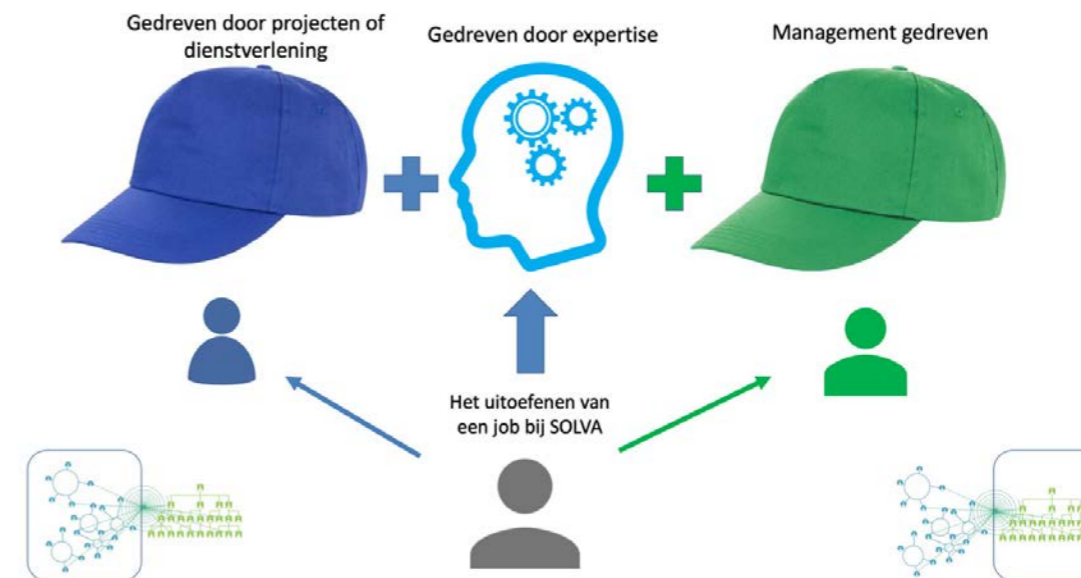 Gedreven door projecten of
dienstverlening
Gedreven door expertise
Management gedreven
Het uitoefenen van
een job bij SOLVA